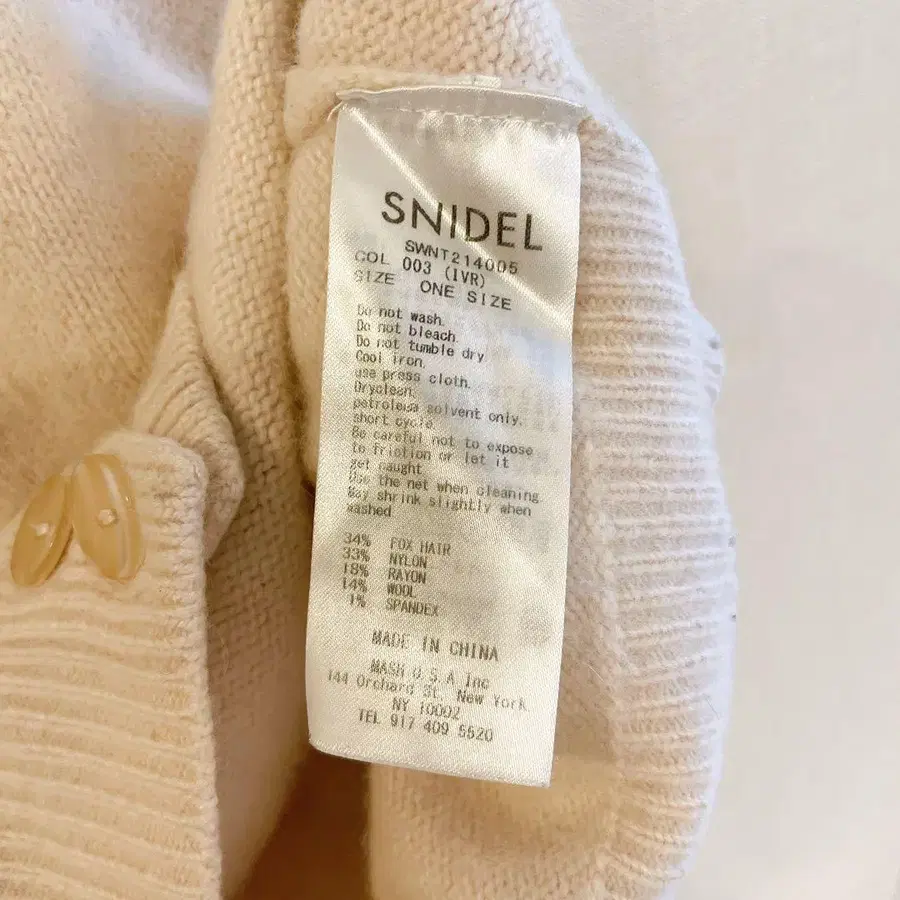 SNIDEL
SWNT214005
COL 003 (IVR)
SIZE ONE SIZE
Do not wash.
Do not bleach.
Do not tumble dry.
Cool iron.
use press cloth.
Dryclean.
petroleum solvent only.
short cycle.
Be careful not to expose
to friction or let it
get caught
Use the net when cleaning
May shrink slightly when
washed
34% FOX HAIR
33% NYLON
18% RAYON
14% WOOL
1% SPANDEX
MADE IN CHINA
MASH U.S.A Inc
144 Orchard St. New York
NY 10002
TEL 917 409 5520